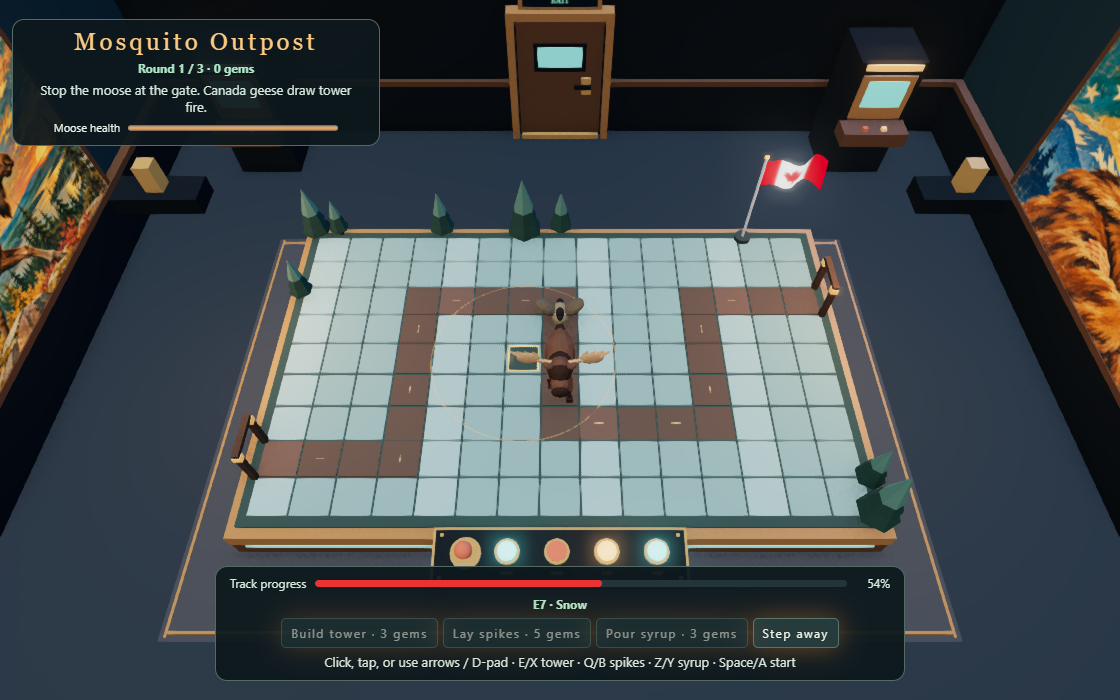 EXIT
Mosquito Outpost
Round 1 / 3 · 0 gems
Stop the moose at the gate. Canada geese draw tower
fire.
Moose health
Track progress
54%
E7 · Snow
Build tower · 3 gems
Lay spikes · 5 gems
Pour syrup · 3 gems
Step away
Click, tap, or use arrows / D-pad · E/X tower · Q/B spikes · Z/Y syrup · Space/A start